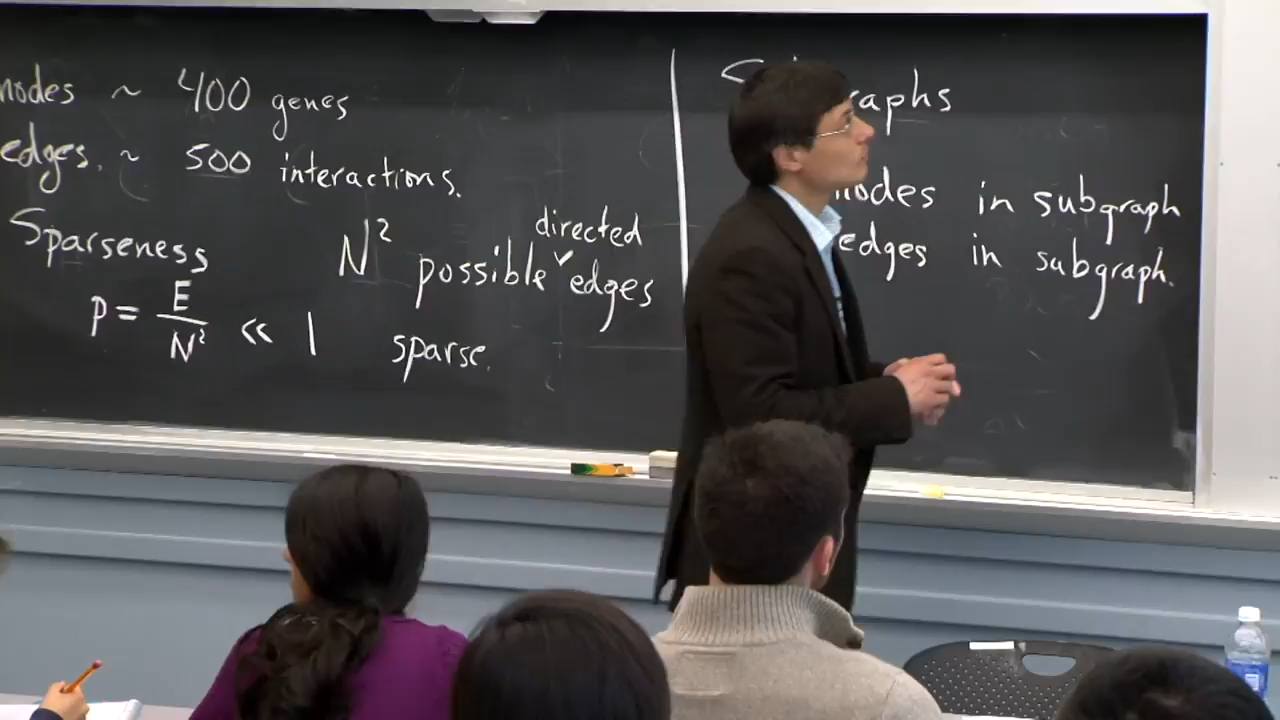 nodes ~ 400 genes
edges. ~ 500 interactions.
Sparseness
N² possible directed edges
P = E/N² << 1 sparse.
raphs
nodes in subgraph
edges in subgraph.